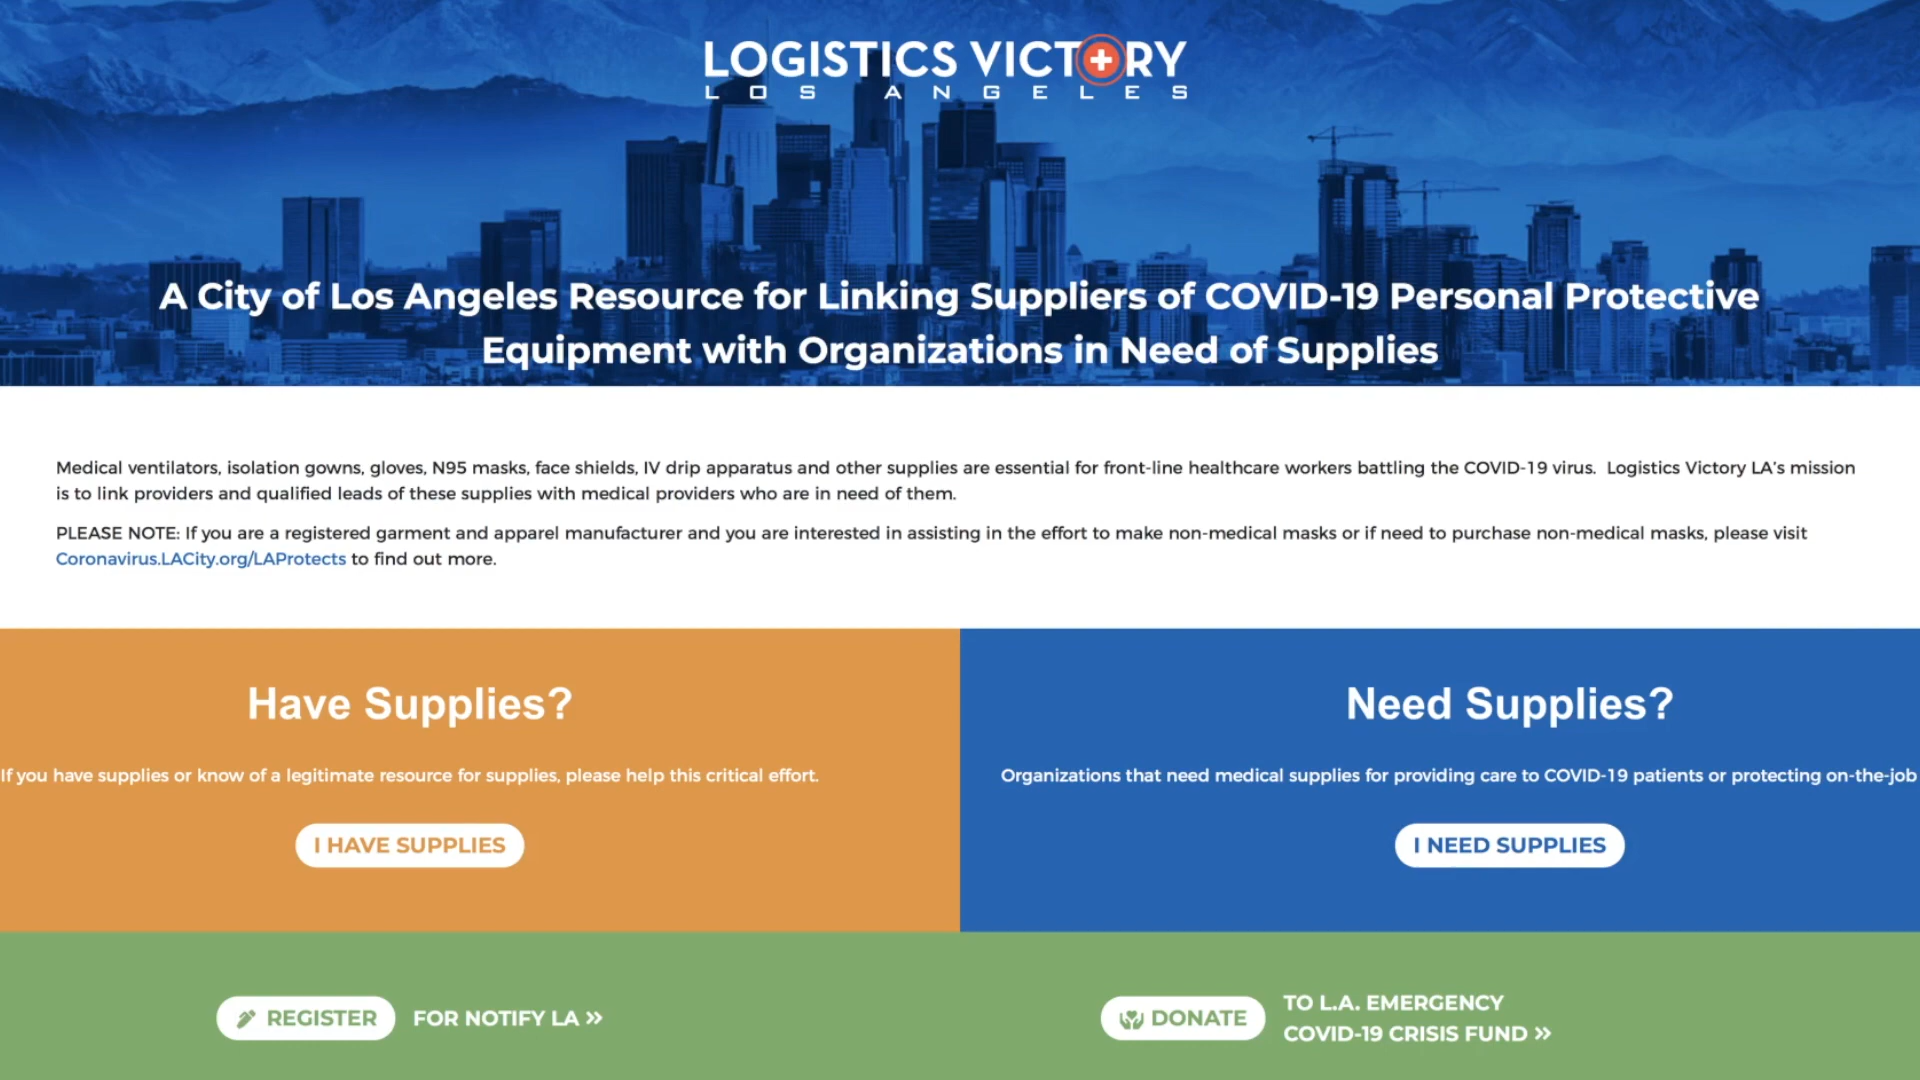 LOGISTICS VICTORY
LOS ANGELES
A City of Los Angeles Resource for Linking Suppliers of COVID-19 Personal Protective
Equipment with Organizations in Need of Supplies
Medical ventilators, isolation gowns, gloves, N95 masks, face shields, IV drip apparatus and other supplies are essential for front-line healthcare workers battling the COVID-19 virus.  Logistics Victory LA's mission
is to link providers and qualified leads of these supplies with medical providers who are in need of them.
PLEASE NOTE: If you are a registered garment and apparel manufacturer and you are interested in assisting in the effort to make non-medical masks or if need to purchase non-medical masks, please visit
Coronavirus.LACity.org/LAProtects to find out more.
Have Supplies?
If you have supplies or know of a legitimate resource for supplies, please help this critical effort.
I HAVE SUPPLIES
Need Supplies?
Organizations that need medical supplies for providing care to COVID-19 patients or protecting on-the-job
I NEED SUPPLIES
REGISTER FOR NOTIFY LA »
DONATE TO L.A. EMERGENCY
COVID-19 CRISIS FUND »